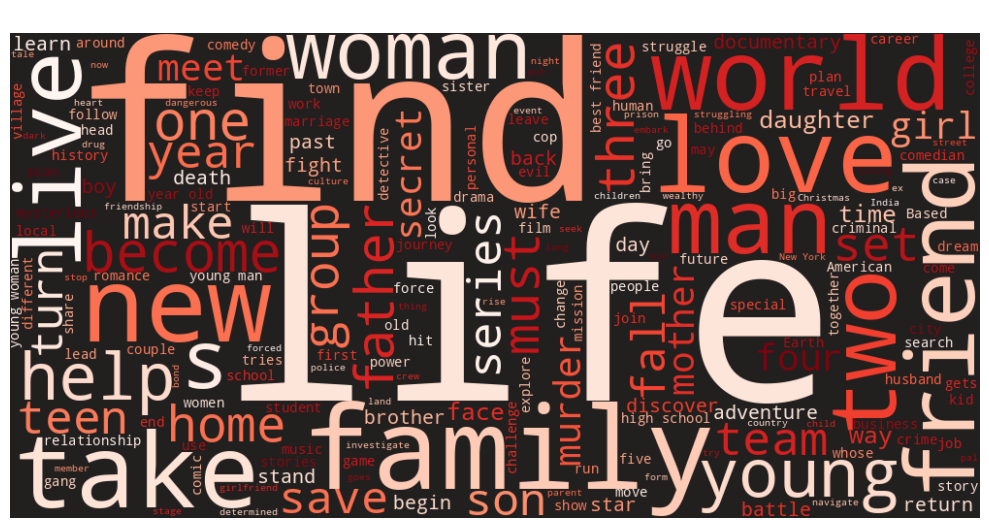 learn
around
tale
now
comedy
woman
three
struggle
documentary
career
college
meet
former
night
world
plan
travel
village
live
find
keep
town
sister
best friend
human
heart
dangerous
work
event
prison
struggling
daughter
girl
follow
one
marriage
leave
embark
behind
street
dark
head
drug
past
secret
detective
personal
cop
go
love
may
comedian
history
year
fight
back
evil
bring
case
boy
death
culture
year old
drama
children
wealthy
big
Christmas
ex
India
friendship
start
look
wife
man
time
Based
local
make
will
film
seek
day
criminal
set
dream
become
group
father
journey
series
must
future
New York
American
come
different
romance
young man
force
change
mission
people
mother
special
together
friend
young woman
turn
stop
share
new
life
thing
rise
old
hit
join
fall
Earth
four
two
city
search
lead
couple
s
forced
tries
first
police
power
crew
explore
murder
husband
gets
kid
help
bond
school
teen
women
student
land
discover
adventure
country
child
business
end
home
family
brother
face
high school
team
way
crime
job
relationship
use
music
investigate
challenge
try
whose
take
member
gang
comic
stories
stand
game
goes
run
five
form
young
pal
story
girlfriend
determined
stage
save
begin
son
parent
show
star
move
battle
navigate
return